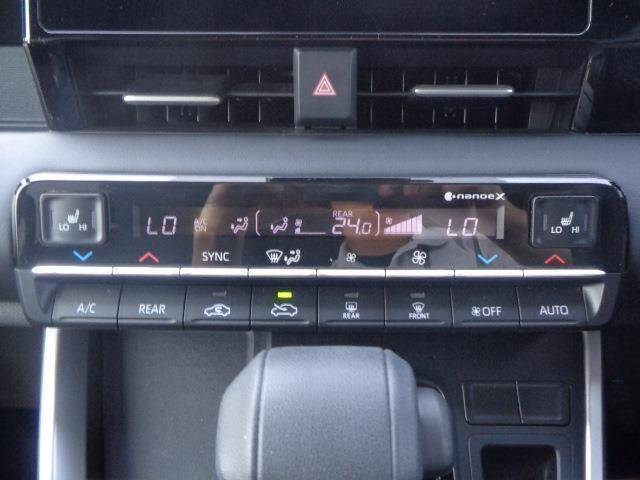 nanoeX
LO HI
LO
A/C ON
REAR
24.0
LO
LO HI
SYNC
A/C
REAR
REAR
FRONT
OFF
AUTO